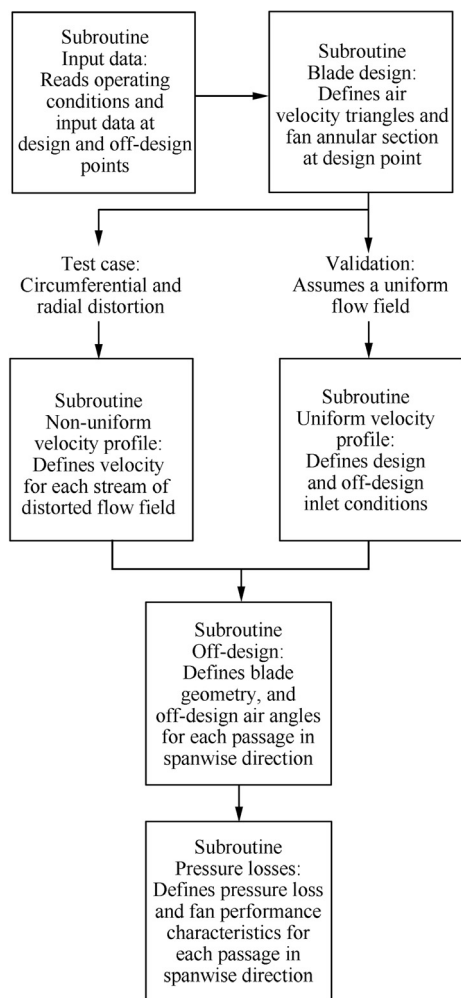 Subroutine
Input data:
Reads operating
conditions and
input data at
design and off-design
points
Subroutine
Blade design:
Defines air
velocity triangles and
fan annular section
at design point
Test case:
Circumferential and
radial distortion
Validation:
Assumes a uniform
flow field
Subroutine
Non-uniform
velocity profile:
Defines velocity
for each stream of
distorted flow field
Subroutine
Uniform velocity
profile:
Defines design
and off-design
inlet conditions
Subroutine
Off-design:
Defines blade
geometry, and
off-design air angles
for each passage in
spanwise direction
Subroutine
Pressure losses:
Defines pressure loss
and fan performance
characteristics for
each passage in
spanwise direction